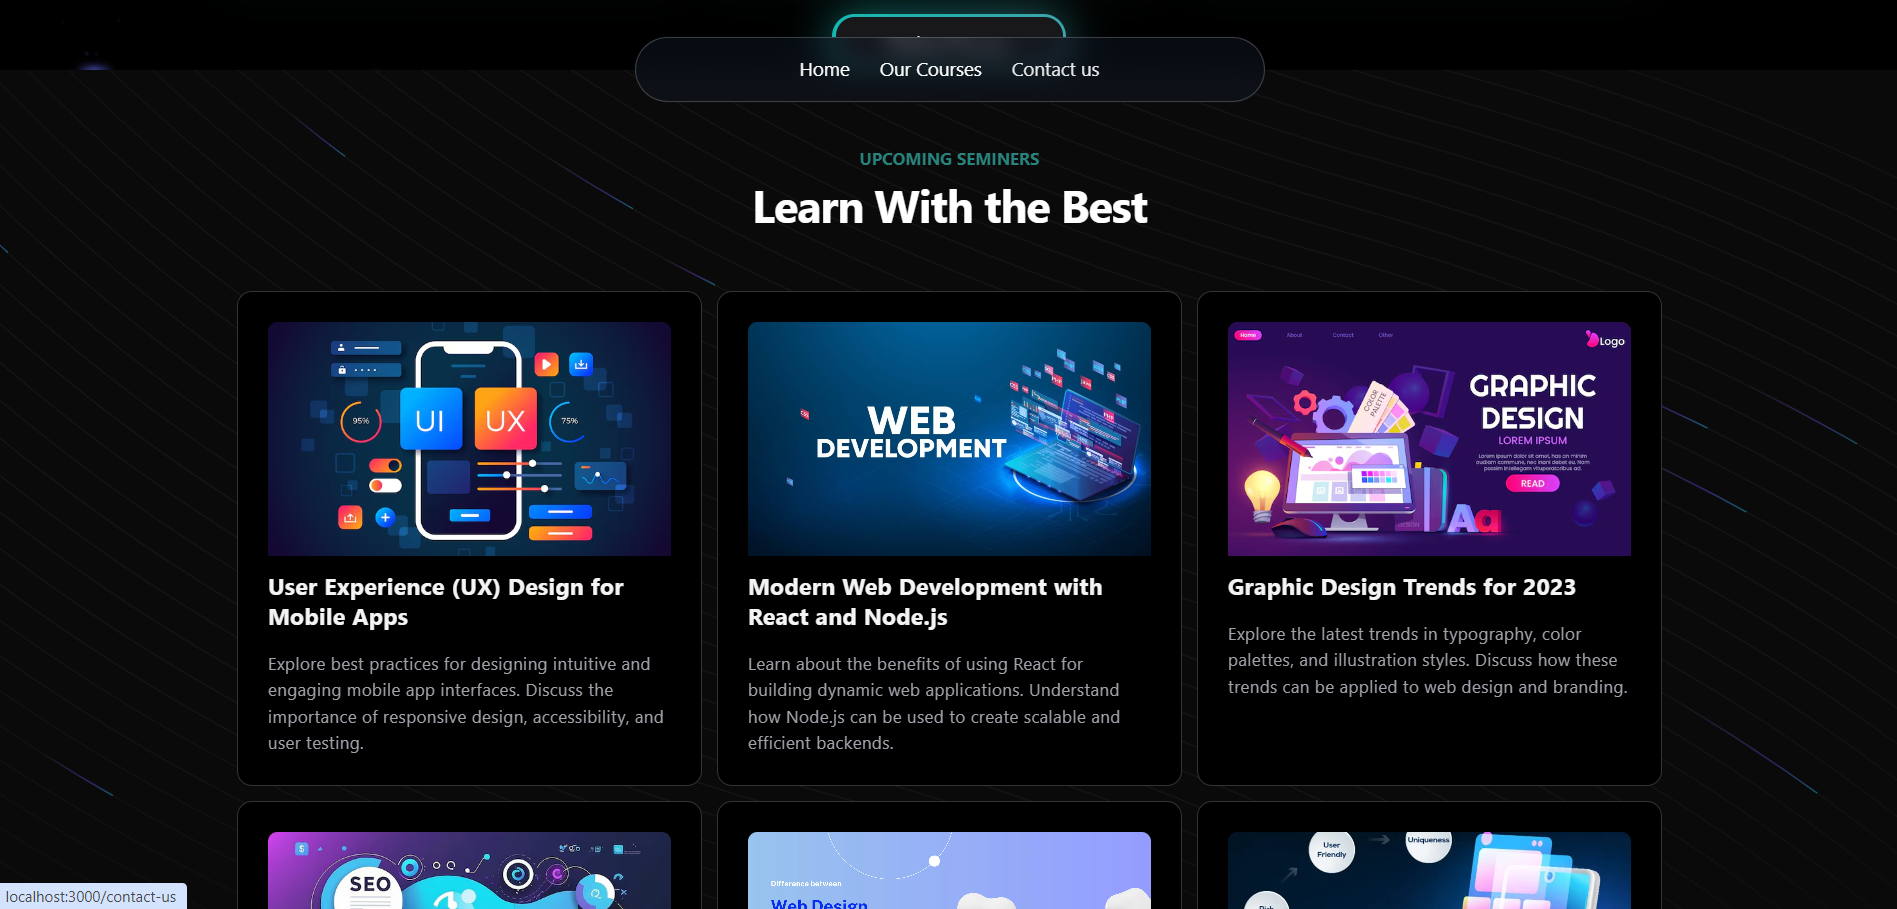 Home Our Courses Contact us
UPCOMING SEMINERS
Learn With the Best
95%
UI UX
75%
User Experience (UX) Design for
Mobile Apps
Explore best practices for designing intuitive and
engaging mobile app interfaces. Discuss the
importance of responsive design, accessibility, and
user testing.
WEB
DEVELOPMENT
Modern Web Development with
React and Node.js
Learn about the benefits of using React for
building dynamic web applications. Understand
how Node.js can be used to create scalable and
efficient backends.
Home About Contact Other
Logo
COLOR
PALETTE
GRAPHIC
DESIGN
LOREM IPSUM
READ
Aa
Graphic Design Trends for 2023
Explore the latest trends in typography, color
palettes, and illustration styles. Discuss how these
trends can be applied to web design and branding.
$
SEO
Difference between
Web Design
User
Friendly
Uniqueness
localhost:3000/contact-us